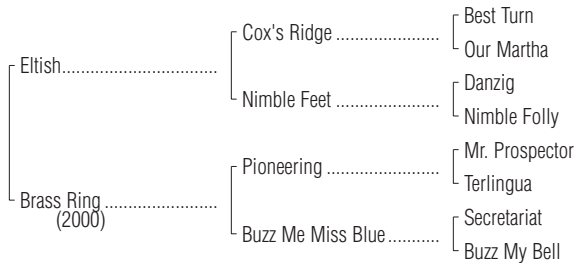 Best Turn
Cox's Ridge ......................
Our Martha
Eltish.................................
Danzig
Nimble Feet ......................
Nimble Folly
Mr. Prospector
Pioneering ........................
Terlingua
Brass Ring ........................
(2000)
Secretariat
Buzz Me Miss Blue...........
Buzz My Bell